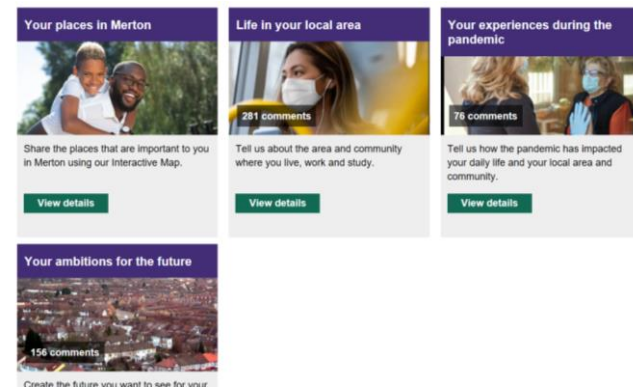 Your places in Merton
Share the places that are important to you
in Merton using our Interactive Map.
View details
Life in your local area
281 comments
Tell us about the area and community
where you live, work and study.
View details
Your experiences during the
pandemic
76 comments
Tell us how the pandemic has impacted
your daily life and your local area and
community.
View details
Your ambitions for the future
156 comments
Create the future you want to see for your